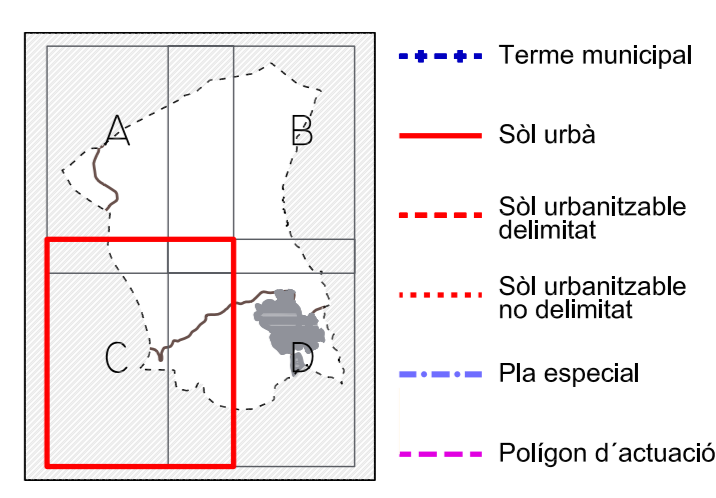 A
B
C
D
Terme municipal
Sòl urbà
Sòl urbanitzable
delimitat
Sòl urbanitzable
no delimitat
Pla especial
Polígon d´actuació